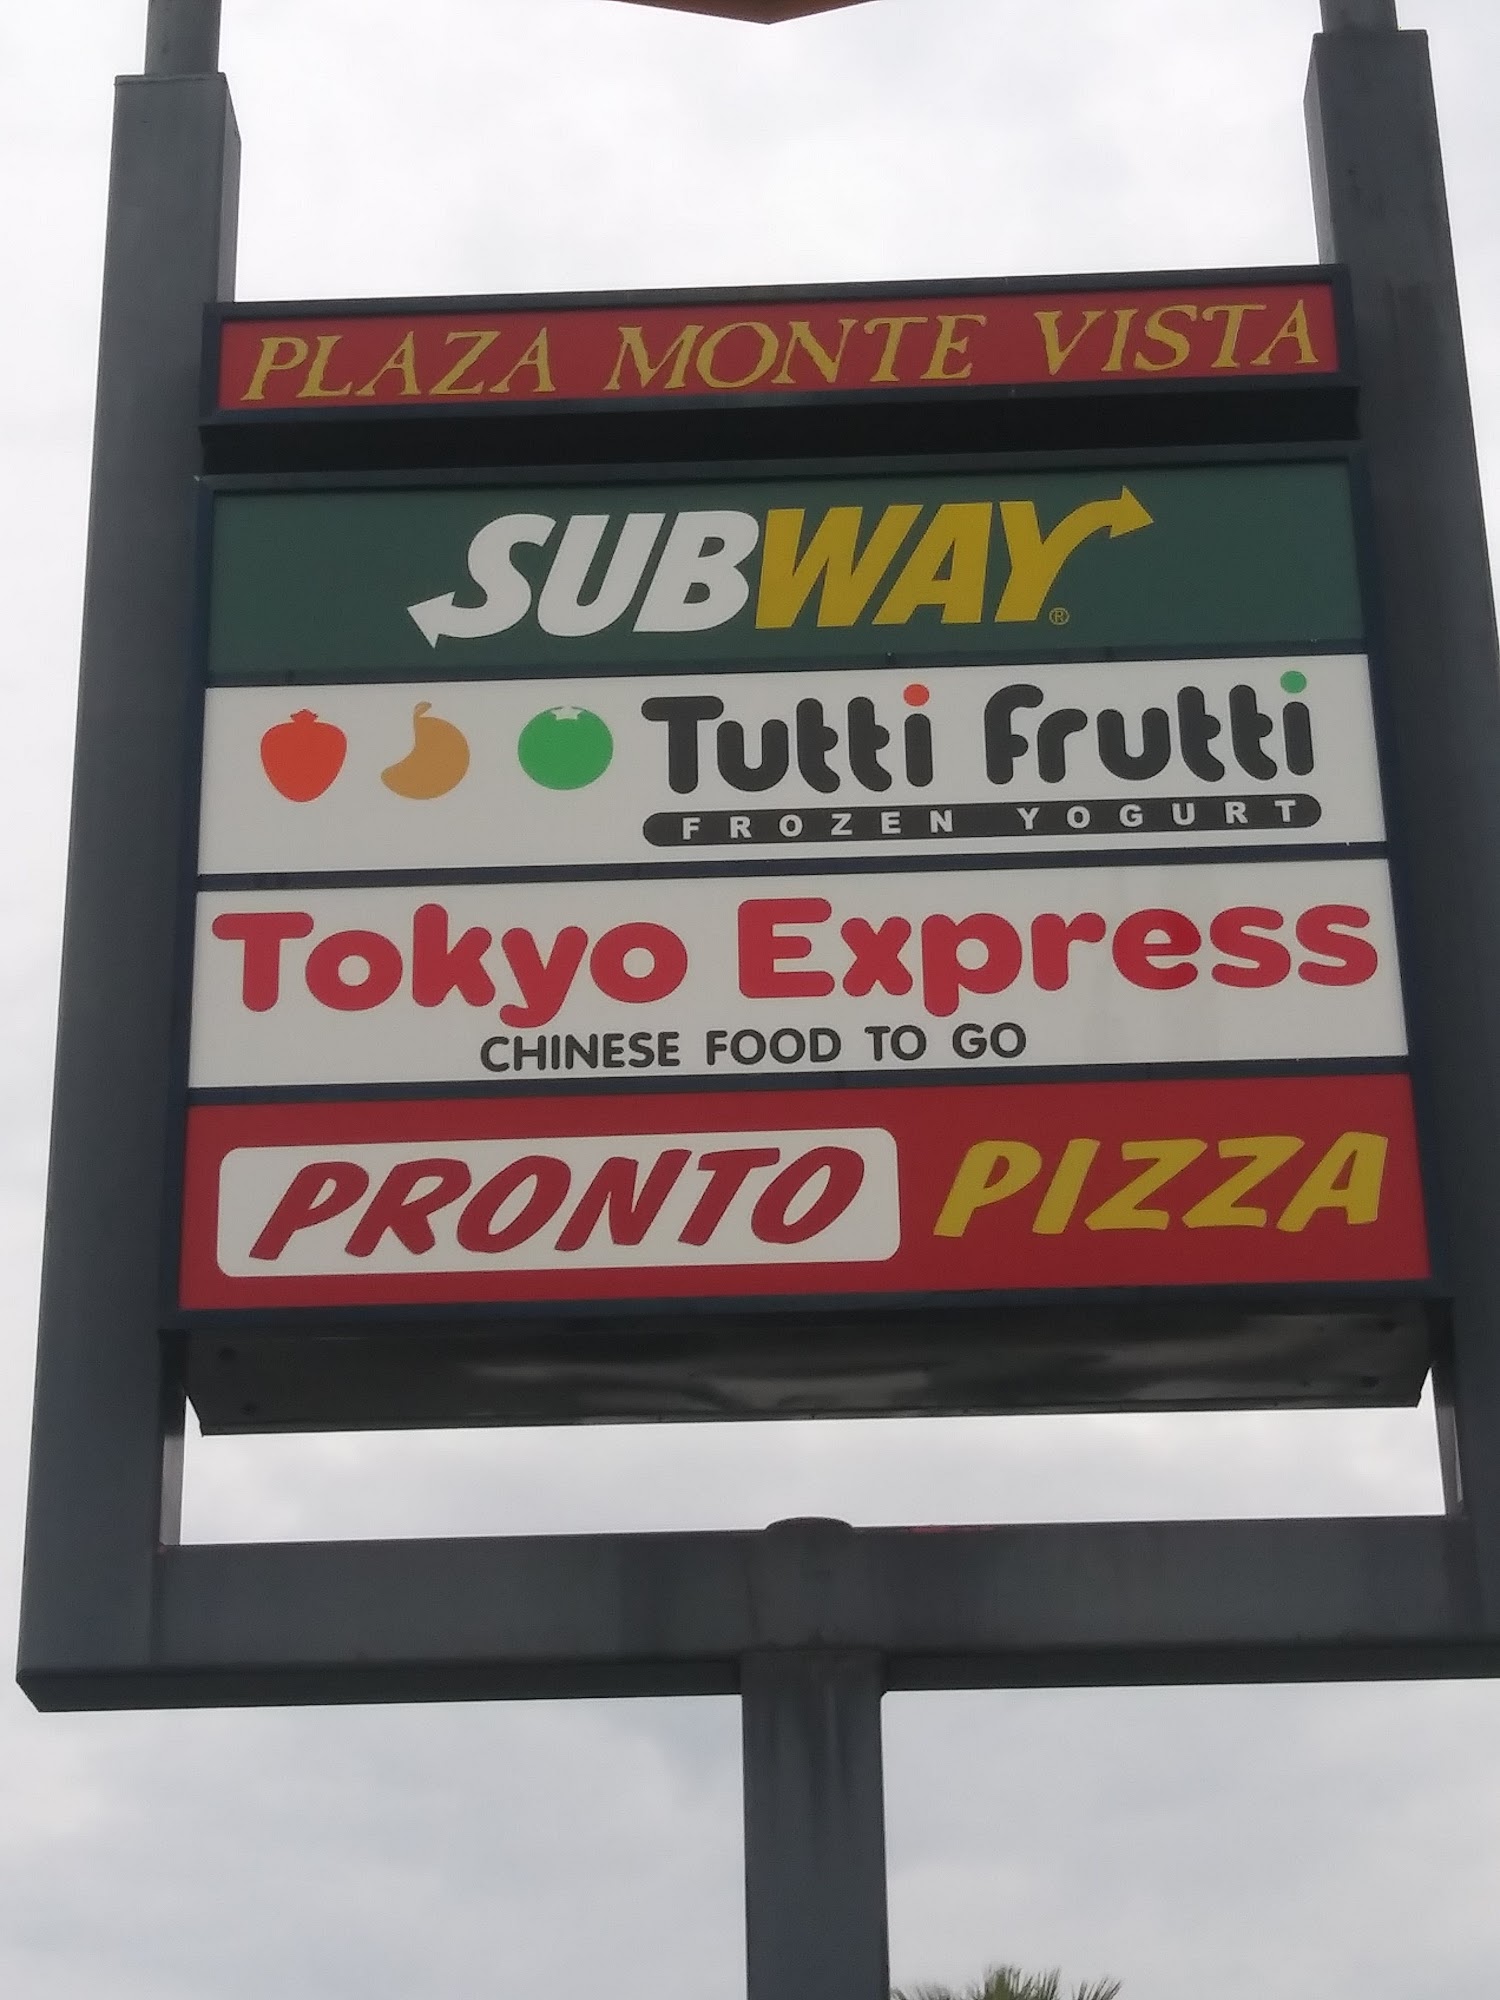 PLAZA MONTE VISTA
SUBWAY®
Tutti Frutti
FROZEN YOGURT
Tokyo Express
CHINESE FOOD TO GO
PRONTO PIZZA